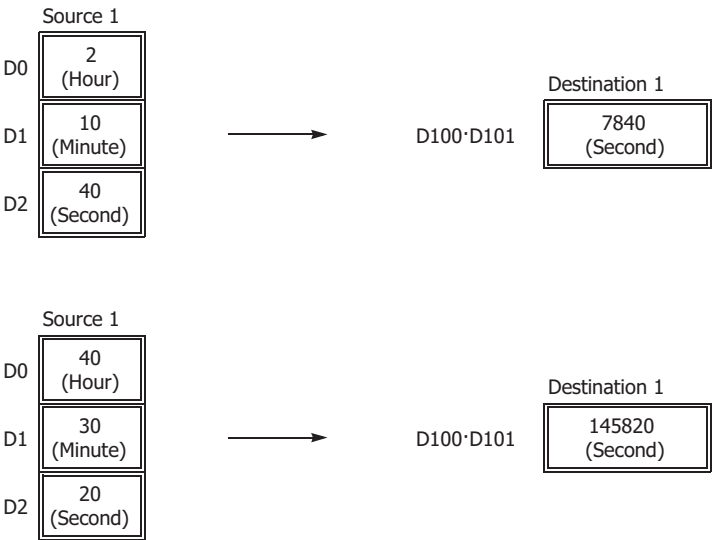 Source 1
D0
2
(Hour)
D1
10
(Minute)
D2
40
(Second)
D100·D101
Destination 1
7840
(Second)
Source 1
D0
40
(Hour)
D1
30
(Minute)
D2
20
(Second)
D100·D101
Destination 1
145820
(Second)